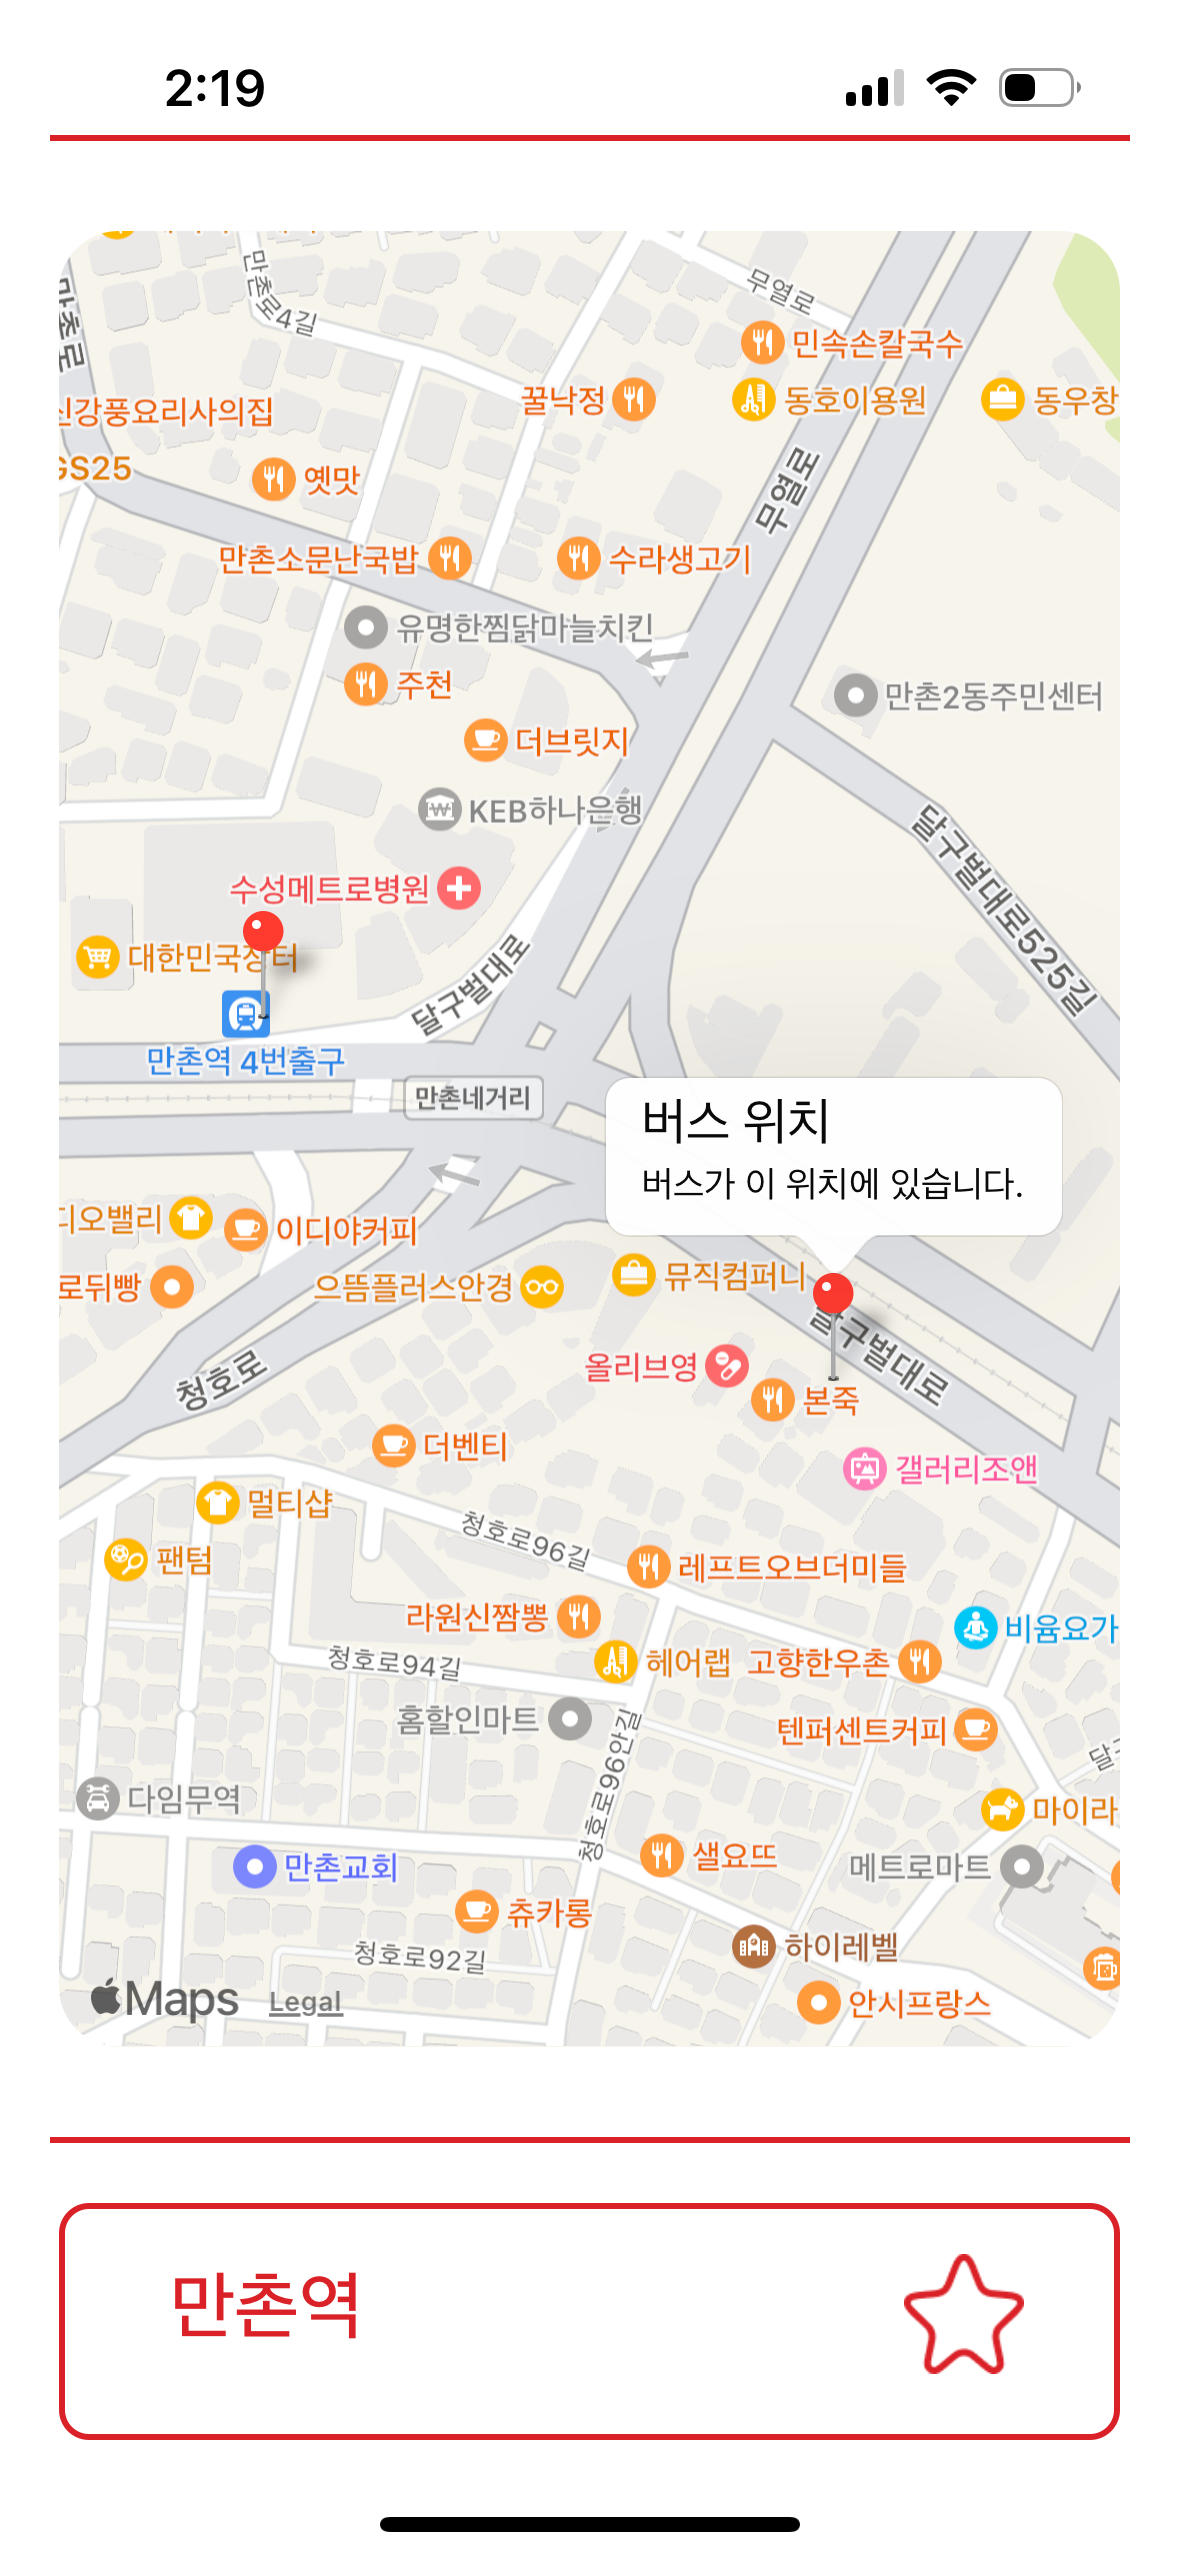 2:19
만촌로4길
무열로
민속손칼국수
꿀낙정
동호이용원
동우창
신강풍요리사의집
GS25
옛맛
무열로
만촌소문난국밥
수라생고기
유명한찜닭마늘치킨
주천
만촌2동주민센터
더브릿지
KEB하나은행
달구벌대로525길
수성메트로병원
대한민국장터
달구벌대로
만촌역 4번출구
만촌네거리
버스 위치
버스가 이 위치에 있습니다.
디오밸리
이디야커피
로뒤빵
으뜸플러스안경
뮤직컴퍼니
달구벌대로
청호로
올리브영
본죽
더벤티
갤러리조앤
멀티샵
청호로96길
팬텀
레프트오브더미들
라원신짬뽕
비움요가
청호로94길
헤어랩
고향한우촌
홈할인마트
텐퍼센트커피
청호로96안길
다임무역
마이라
샐요뜨
만촌교회
메트로마트
츄카롱
청호로92길
하이레벨
Maps
Legal
안시프랑스
만촌역